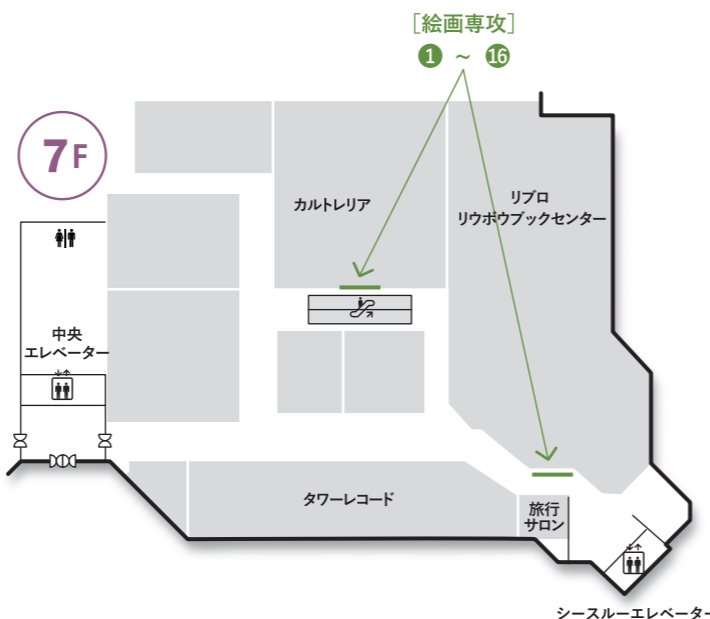 ［絵画専攻］
❶ ～ ⓰
7F
カルトレリア
リブロ
リウボウブックセンター
中央
エレベーター
タワーレコード
旅行
サロン
シースルーエレベーター